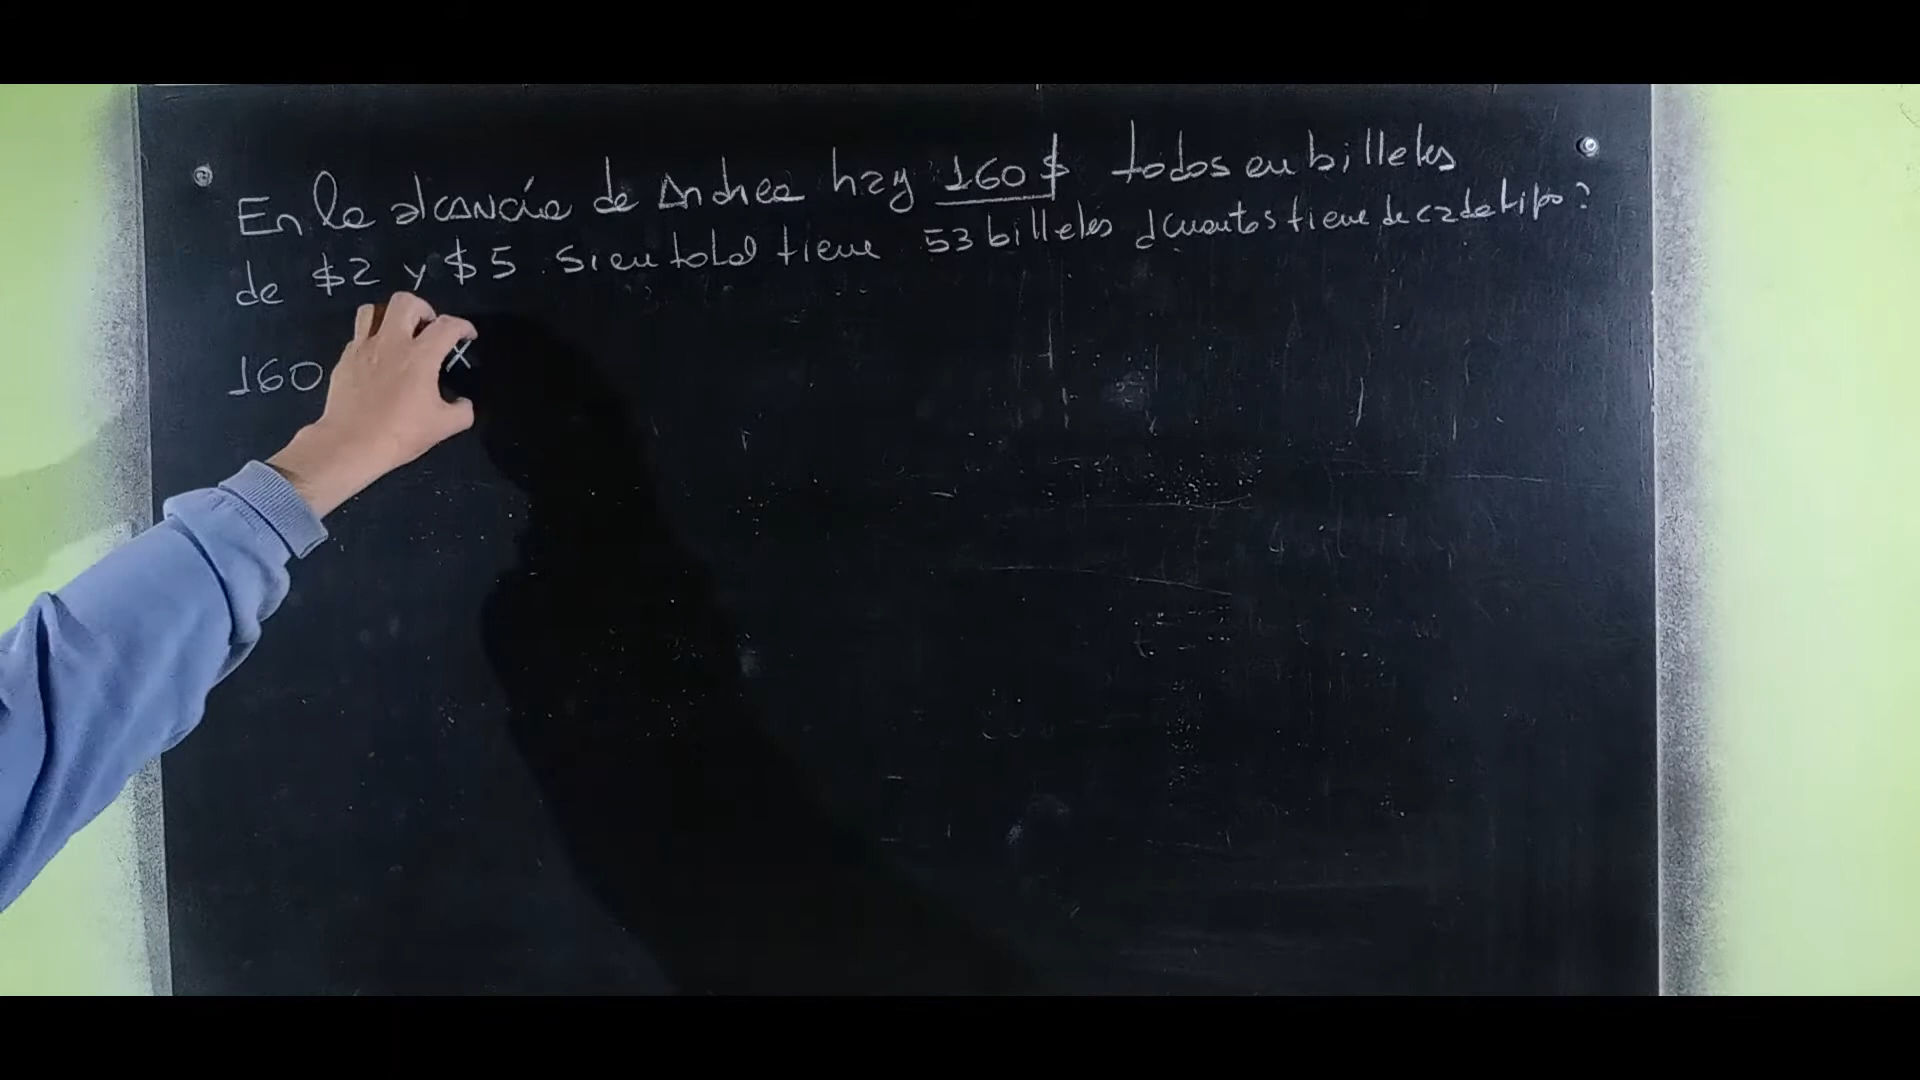 En la alcancía de Andrea hay 160$ todos en billetes
de $2 y $5. Si en total tiene 53 billetes ¿cuantos tiene de cada tipo?
160 x